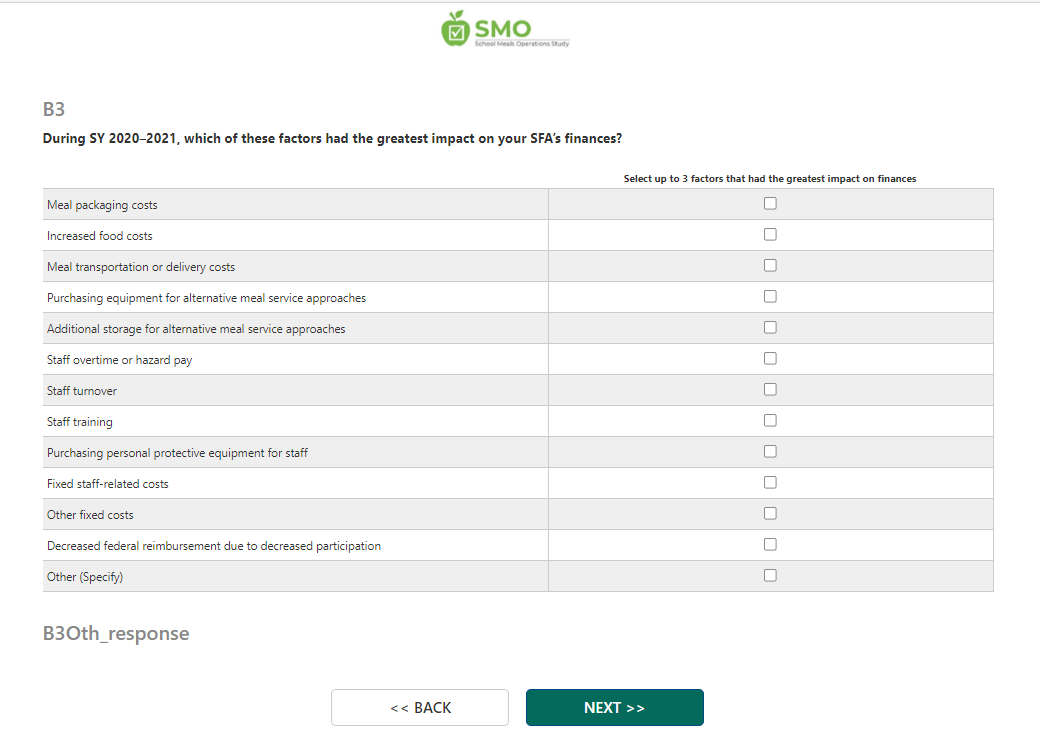 SMO
School Meals Operations Study
B3
During SY 2020–2021, which of these factors had the greatest impact on your SFA's finances?
Select up to 3 factors that had the greatest impact on finances
Meal packaging costs
Increased food costs
Meal transportation or delivery costs
Purchasing equipment for alternative meal service approaches
Additional storage for alternative meal service approaches
Staff overtime or hazard pay
Staff turnover
Staff training
Purchasing personal protective equipment for staff
Fixed staff-related costs
Other fixed costs
Decreased federal reimbursement due to decreased participation
Other (Specify)
B3Oth_response
<< BACK
NEXT >>